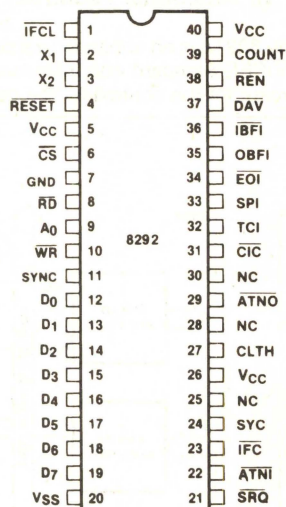 IFCL 1 40 VCC
X1 2 39 COUNT
X2 3 38 REN
RESET 4 37 DAV
VCC 5 36 IBFI
CS 6 35 OBFI
GND 7 34 EOI
RD 8 33 SPI
A0 9 32 TCI
8292
WR 10 31 CIC
SYNC 11 30 NC
D0 12 29 ATNO
D1 13 28 NC
D2 14 27 CLTH
D3 15 26 VCC
D4 16 25 NC
D5 17 24 SYC
D6 18 23 IFC
D7 19 22 ATNI
VSS 20 21 SRQ